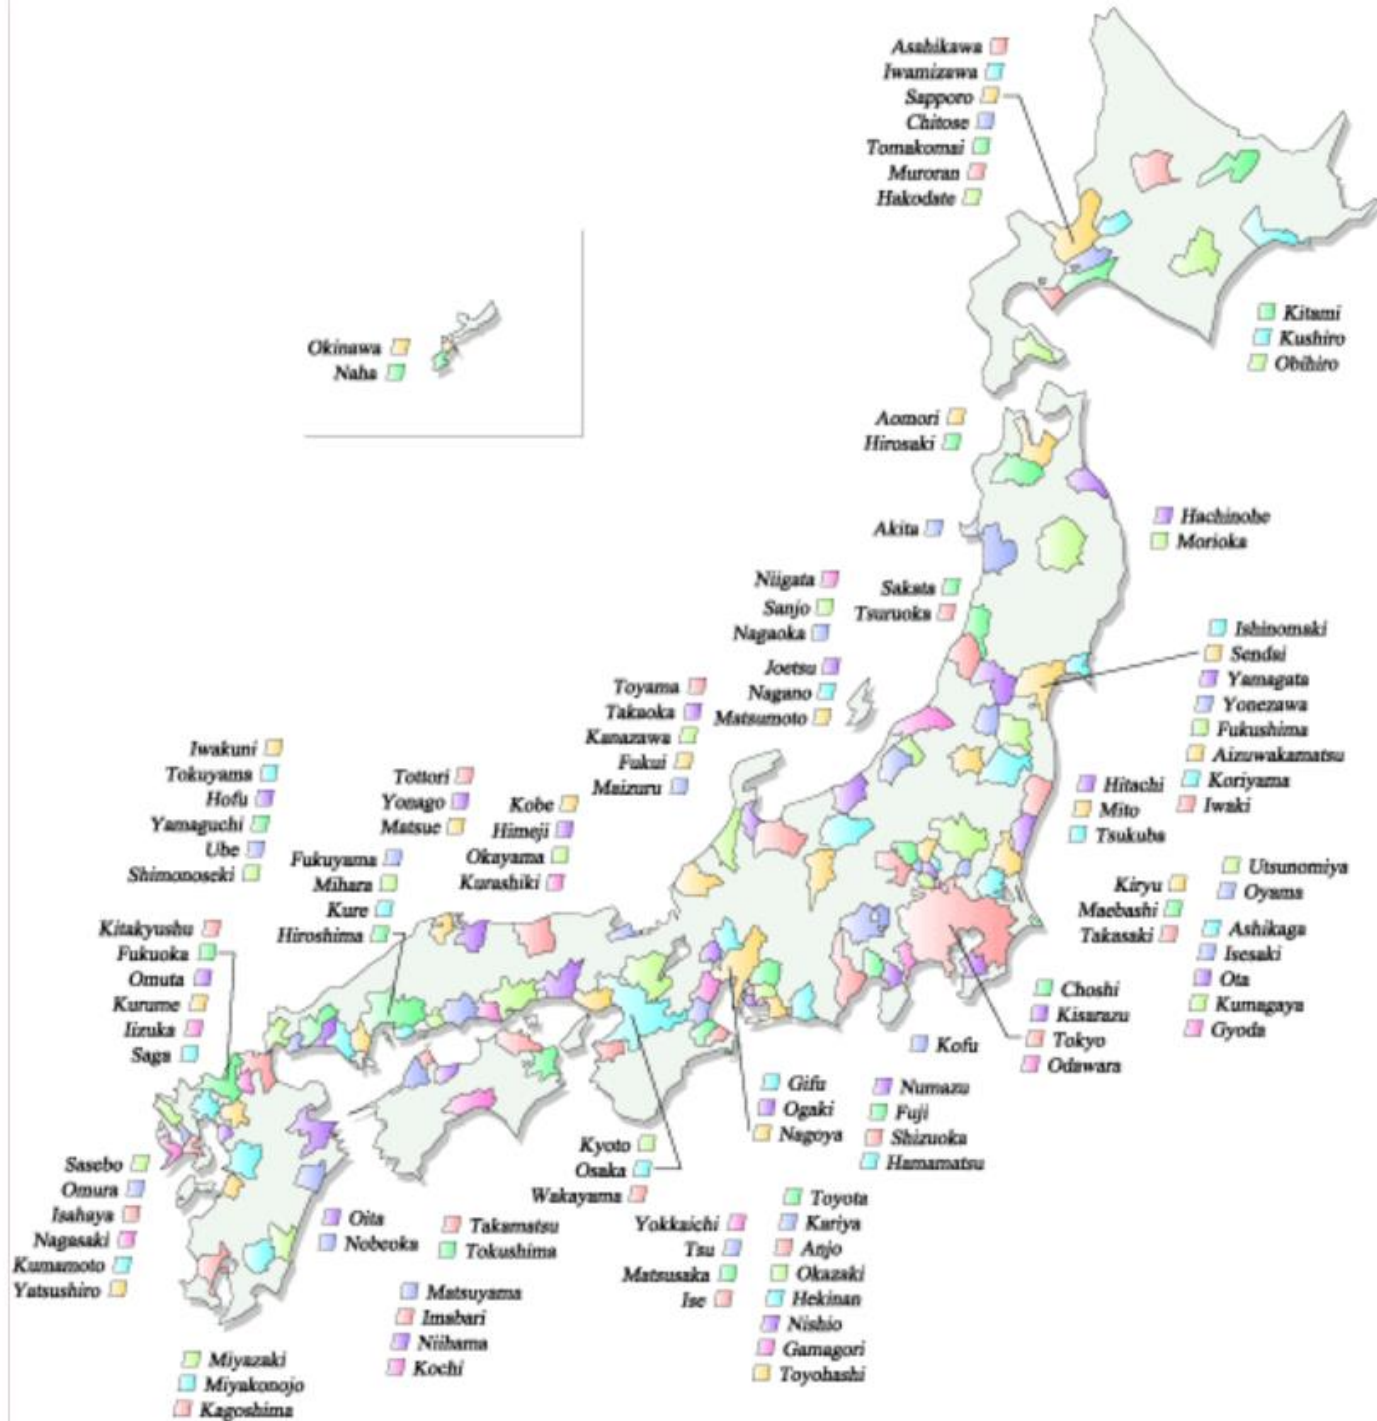 Asahikawa
Iwamizawa
Sapporo
Chitose
Tomakomai
Muroran
Hakodate
Kitami
Kushiro
Obihiro
Okinawa
Naha
Aomori
Hirosaki
Akita
Hachinohe
Morioka
Sakata
Tsuruoka
Niigata
Sanjo
Nagaoka
Joetsu
Nagano
Matsumoto
Ishinomaki
Sendai
Yamagata
Yonezawa
Fukushima
Aizuwakamatsu
Koriyama
Iwaki
Toyama
Takaoka
Kanazawa
Fukui
Maizuru
Hitachi
Mito
Tsukuba
Iwakuni
Tokuyama
Hofu
Yamaguchi
Ube
Shimonoseki
Tottori
Yonago
Matsue
Kobe
Himeji
Okayama
Kurashiki
Fukuyama
Mihara
Kure
Hiroshima
Utsunomiya
Oyama
Kiryu
Maebashi
Takasaki
Ashikaga
Isesaki
Ota
Kumagaya
Gyoda
Kitakyushu
Fukuoka
Omuta
Kurume
Iizuka
Saga
Choshi
Kisarazu
Tokyo
Odawara
Kofu
Gifu
Ogaki
Nagoya
Numazu
Fuji
Shizuoka
Hamamatsu
Kyoto
Osaka
Wakayama
Sasebo
Omura
Isahaya
Nagasaki
Kumamoto
Yatsushiro
Oita
Nobeoka
Takamatsu
Tokushima
Yokkaichi
Tsu
Matsusaka
Ise
Toyota
Kariya
Anjo
Okazaki
Hekinan
Nishio
Gamagori
Toyohashi
Matsuyama
Imabari
Niihama
Kochi
Miyazaki
Miyakonojo
Kagoshima